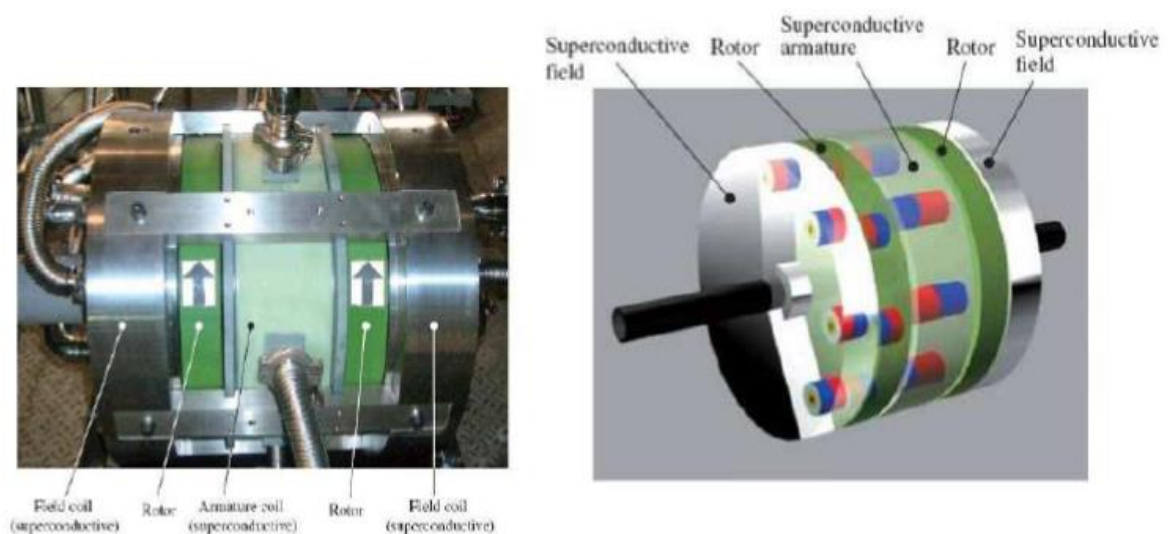 Superconductive
field
Rotor
Superconductive
armature
Rotor
Superconductive
field
Field coil
(superconductive)
Rotor
Armature coil
(superconductive)
Rotor
Field coil
(superconductive)